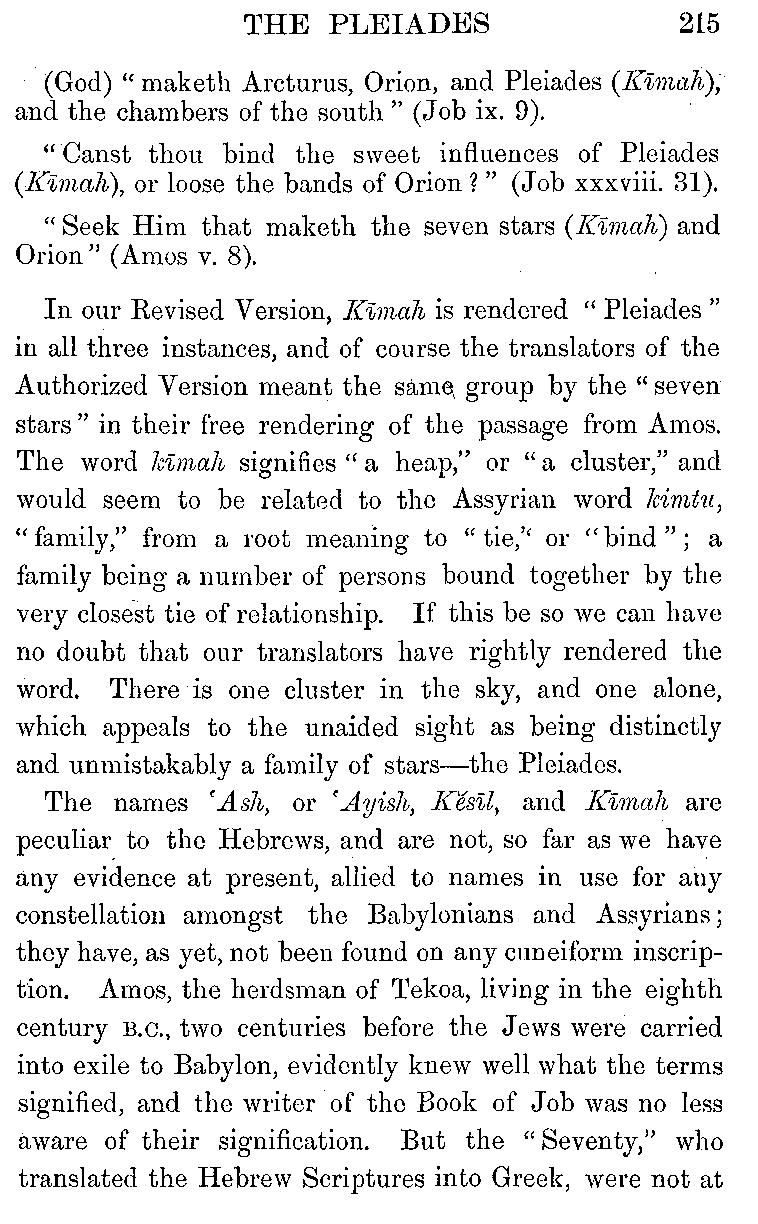 THE PLEIADES 215
(God) “ maketh Arcturus, Orion, and Pleiades (Kīmah),
and the chambers of the south ” (Job ix. 9).
“ Canst thou bind the sweet influences of Pleiades
(Kīmah), or loose the bands of Orion ? ” (Job xxxviii. 31).
“ Seek Him that maketh the seven stars (Kīmah) and
Orion ” (Amos v. 8).
In our Revised Version, Kīmah is rendered “ Pleiades ”
in all three instances, and of course the translators of the
Authorized Version meant the same group by the “ seven
stars ” in their free rendering of the passage from Amos.
The word kīmah signifies “ a heap,” or “ a cluster,” and
would seem to be related to the Assyrian word kimtu,
“ family,” from a root meaning to “ tie,“ or “bind ” ; a
family being a number of persons bound together by the
very closest tie of relationship. If this be so we can have
no doubt that our translators have rightly rendered the
word. There is one cluster in the sky, and one alone,
which appeals to the unaided sight as being distinctly
and unmistakably a family of stars—the Pleiades.
The names ‘Ash, or ‘Ayish, Kĕsīl, and Kīmah are
peculiar to the Hebrews, and are not, so far as we have
any evidence at present, allied to names in use for any
constellation amongst the Babylonians and Assyrians ;
they have, as yet, not been found on any cuneiform inscrip-
tion. Amos, the herdsman of Tekoa, living in the eighth
century B.C., two centuries before the Jews were carried
into exile to Babylon, evidently knew well what the terms
signified, and the writer of the Book of Job was no less
aware of their signification. But the “ Seventy,” who
translated the Hebrew Scriptures into Greek, were not at